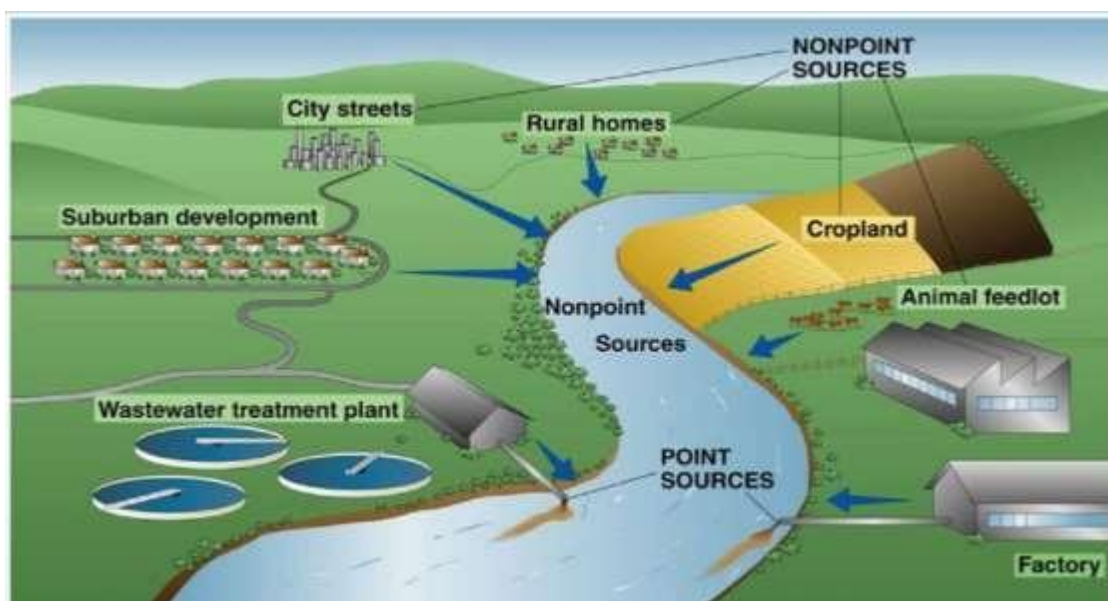 NONPOINT
SOURCES
City streets
Rural homes
Suburban development
Cropland
Animal feedlot
Nonpoint
Sources
Wastewater treatment plant
POINT
SOURCES
Factory